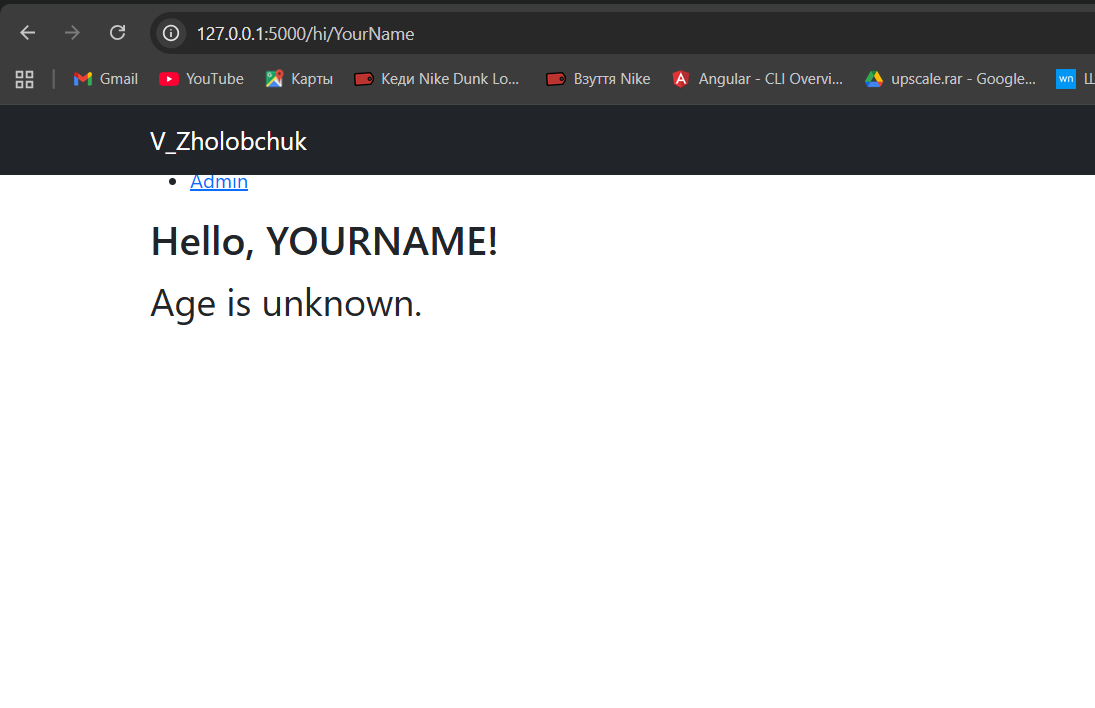 127.0.0.1:5000/hi/YourName
Gmail YouTube Карты Кеди Nike Dunk Lo... Взуття Nike Angular - CLI Overvi... upscale.rar - Google... wn Ш
V_Zholobchuk
Admin
Hello, YOURNAME!
Age is unknown.